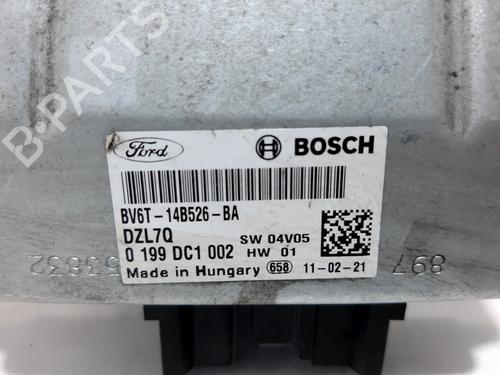 B-PARTS
Ford
BOSCH
BV6T-14B526-BA
DZL7Q
SW 04V05
0 199 DC1 002
HW 01
Made in Hungary 658 11-02-21
897